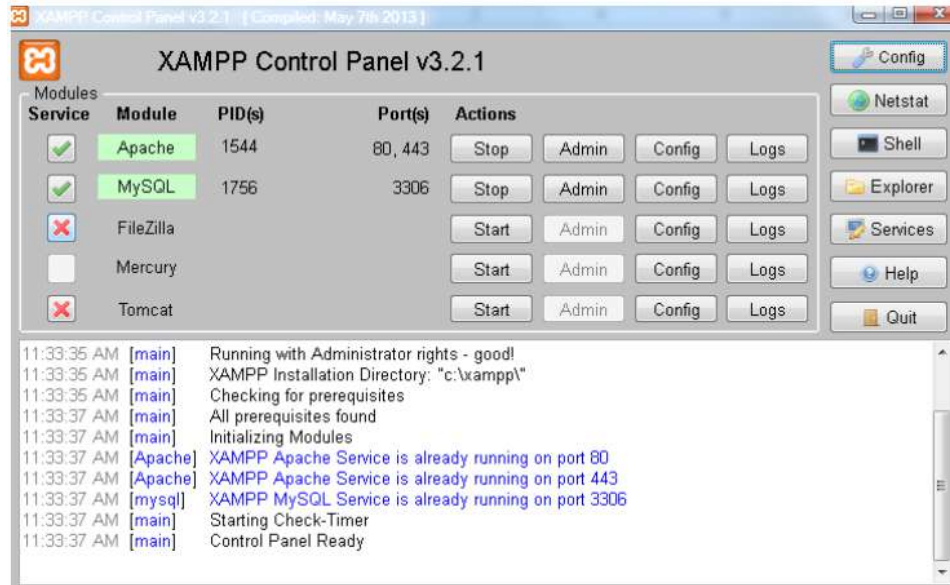 XAMPP Control Panel v3.2.1 [ Compiled: May 7th 2013 ]
XAMPP Control Panel v3.2.1
Config
Modules
Service Module PID(s) Port(s) Actions
Netstat
Apache 1544 80, 443 Stop Admin Config Logs
Shell
MySQL 1756 3306 Stop Admin Config Logs
Explorer
FileZilla Start Admin Config Logs
Services
Mercury Start Admin Config Logs
Help
Tomcat Start Admin Config Logs
Quit
11:33:35 AM [main] Running with Administrator rights - good!
11:33:35 AM [main] XAMPP Installation Directory: "c:\xampp\"
11:33:35 AM [main] Checking for prerequisites
11:33:37 AM [main] All prerequisites found
11:33:37 AM [main] Initializing Modules
11:33:37 AM [Apache] XAMPP Apache Service is already running on port 80
11:33:37 AM [Apache] XAMPP Apache Service is already running on port 443
11:33:37 AM [mysql] XAMPP MySQL Service is already running on port 3306
11:33:37 AM [main] Starting Check-Timer
11:33:37 AM [main] Control Panel Ready